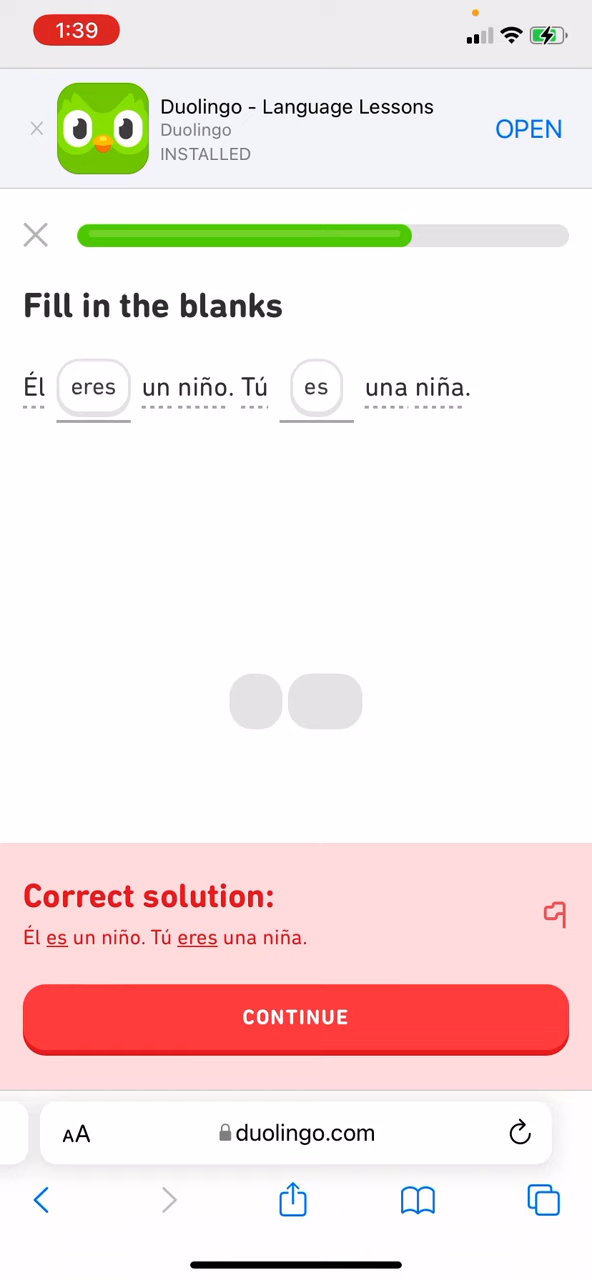 1:39
Duolingo - Language Lessons
Duolingo
INSTALLED
OPEN
Fill in the blanks
Él eres un niño. Tú es una niña.
Correct solution:
Él es un niño. Tú eres una niña.
CONTINUE
AA duolingo.com